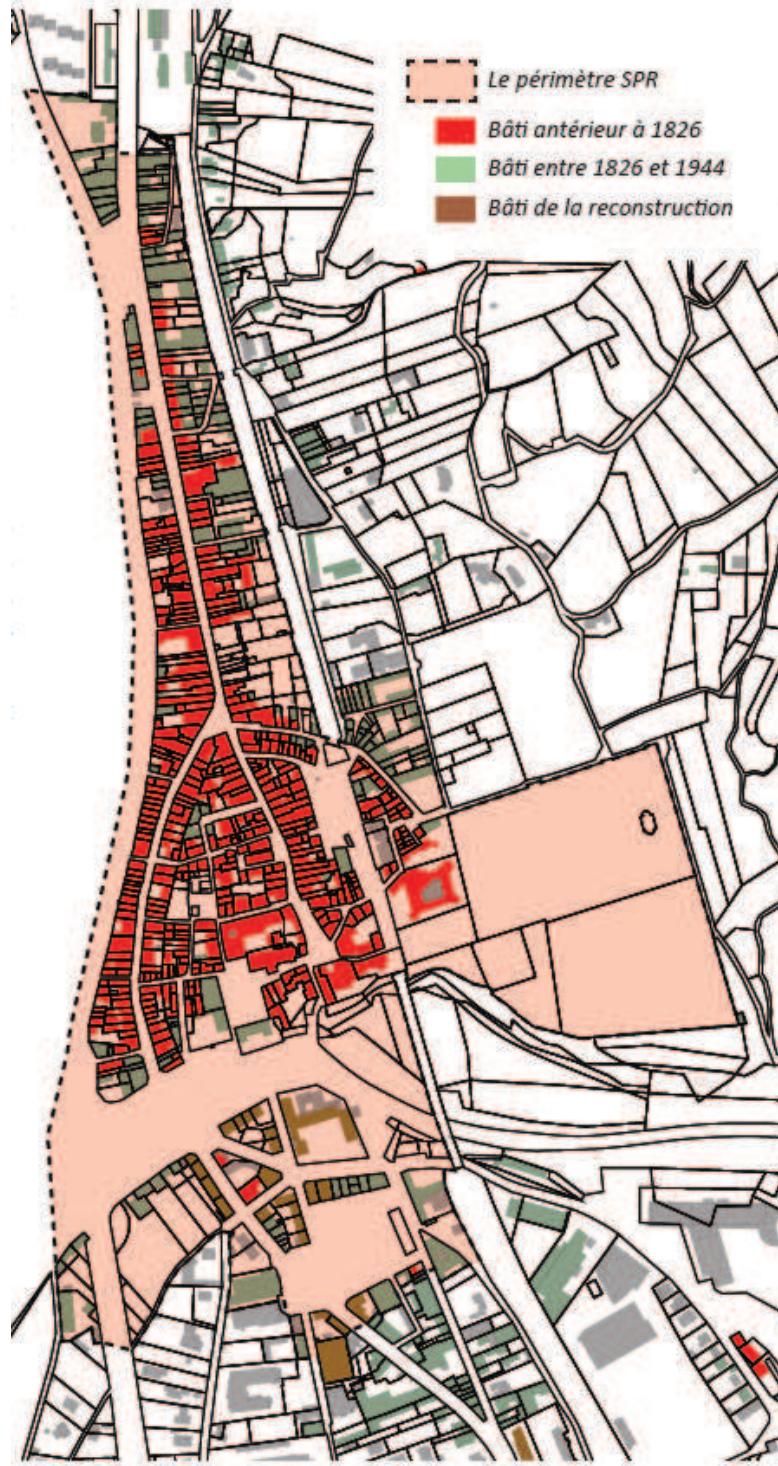 Le périmètre SPR
Bâti antérieur à 1826
Bâti entre 1826 et 1944
Bâti de la reconstruction